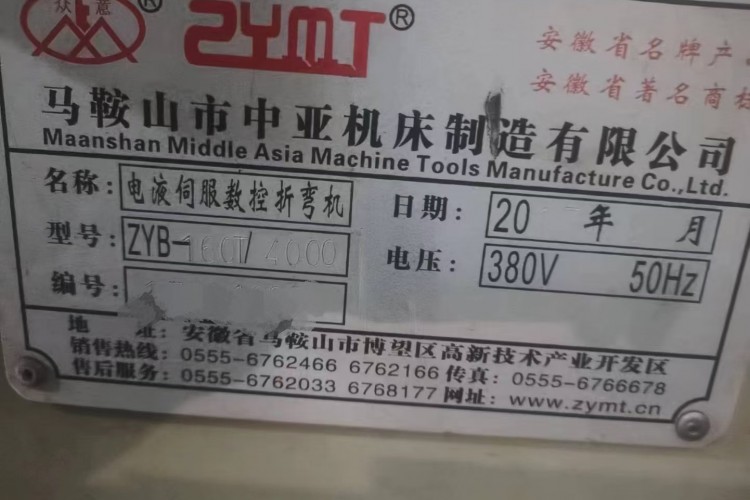 众 意 ® ZYMT®
安徽省名牌产
安徽省著名商标
马鞍山市中亚机床制造有限公司
Maanshan Middle Asia Machine Tools Manufacture Co.,Ltd.
名称: 电液伺服数控折弯机 日期: 20 年 月
型号: ZYB-160T/4000 电压: 380V 50Hz
编号:
地 址: 安徽省马鞍山市博望区高新技术产业开发区
销售热线: 0555-6762466 6762166 传真: 0555-6766678
售后服务: 0555-6762033 6768177 网址: www.zymt.cn